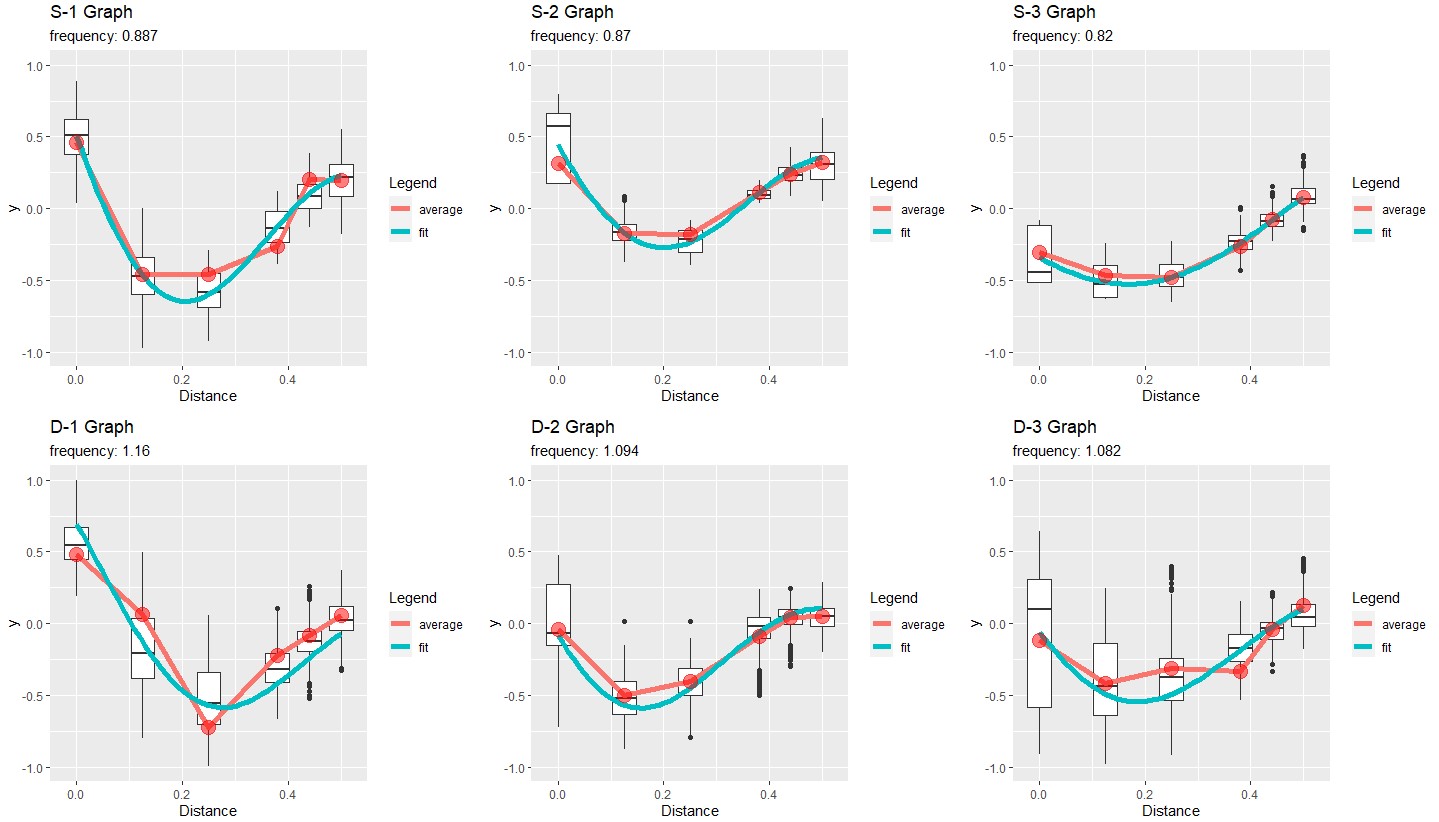 S-1 Graph
frequency: 0.887
1.0
0.5
0.0
-0.5
-1.0
y
0.0 0.2 0.4
Distance
Legend
average
fit
S-2 Graph
frequency: 0.87
1.0
0.5
0.0
-0.5
-1.0
y
0.0 0.2 0.4
Distance
Legend
average
fit
S-3 Graph
frequency: 0.82
1.0
0.5
0.0
-0.5
-1.0
y
0.0 0.2 0.4
Distance
Legend
average
fit
D-1 Graph
frequency: 1.16
1.0
0.5
0.0
-0.5
-1.0
y
0.0 0.2 0.4
Distance
Legend
average
fit
D-2 Graph
frequency: 1.094
1.0
0.5
0.0
-0.5
-1.0
y
0.0 0.2 0.4
Distance
Legend
average
fit
D-3 Graph
frequency: 1.082
1.0
0.5
0.0
-0.5
-1.0
y
0.0 0.2 0.4
Distance
Legend
average
fit